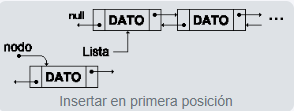 null
DATO DATO ...
nodo Lista
DATO
Insertar en primera posición